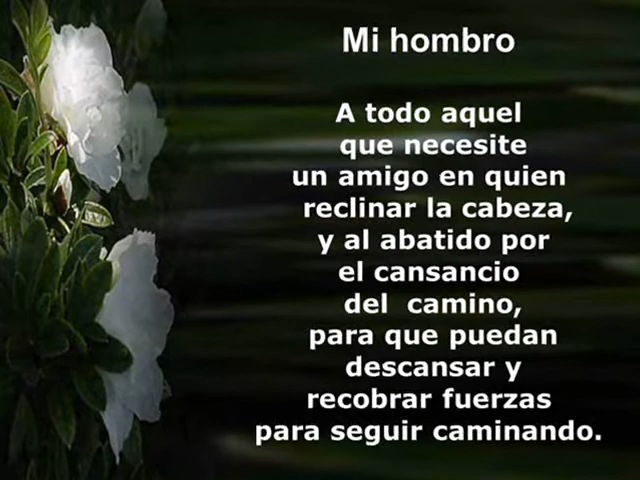 Mi hombro
A todo aquel
que necesite
un amigo en quien
reclinar la cabeza,
y al abatido por
el cansancio
del camino,
para que puedan
descansar y
recobrar fuerzas
para seguir caminando.